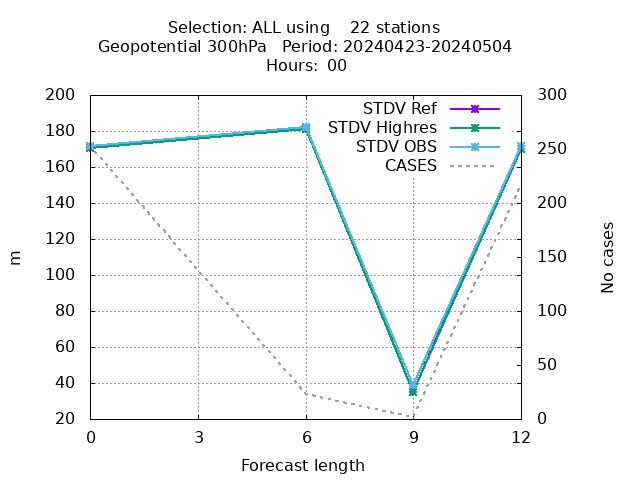 Selection: ALL using    22 stations
Geopotential 300hPa   Period: 20240423-20240504
Hours: 00
200
180
160
140
120
100
80
60
40
20
m
STDV Ref
STDV Highres
STDV OBS
CASES
300
250
200
150
100
50
0
No cases
0 3 6 9 12
Forecast length